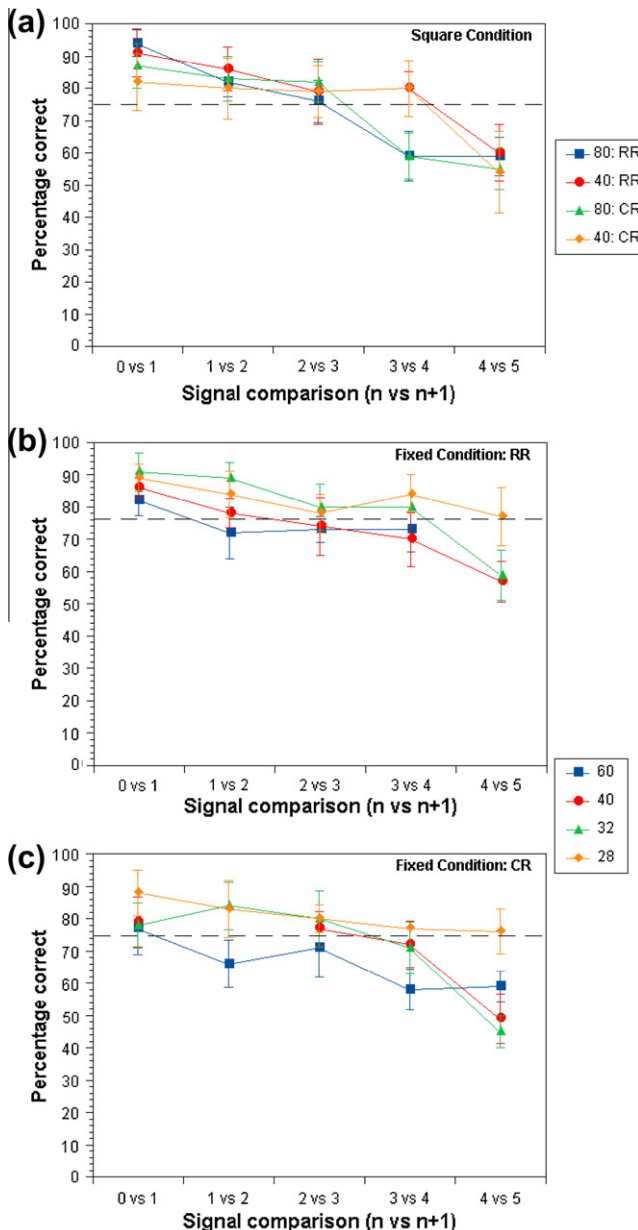 (a)
Square Condition
Percentage correct
100
90
80
70
60
50
40
30
20
10
0
0 vs 1 1 vs 2 2 vs 3 3 vs 4 4 vs 5
Signal comparison (n vs n+1)
80: RR
40: RR
80: CR
40: CR
(b)
Fixed Condition: RR
Percentage correct
100
90
80
70
60
50
40
30
20
10
0
0 vs 1 1 vs 2 2 vs 3 3 vs 4 4 vs 5
Signal comparison (n vs n+1)
60
40
32
28
(c)
Fixed Condition: CR
Percentage correct
100
90
80
70
60
50
40
30
20
10
0
0 vs 1 1 vs 2 2 vs 3 3 vs 4 4 vs 5
Signal comparison (n vs n+1)